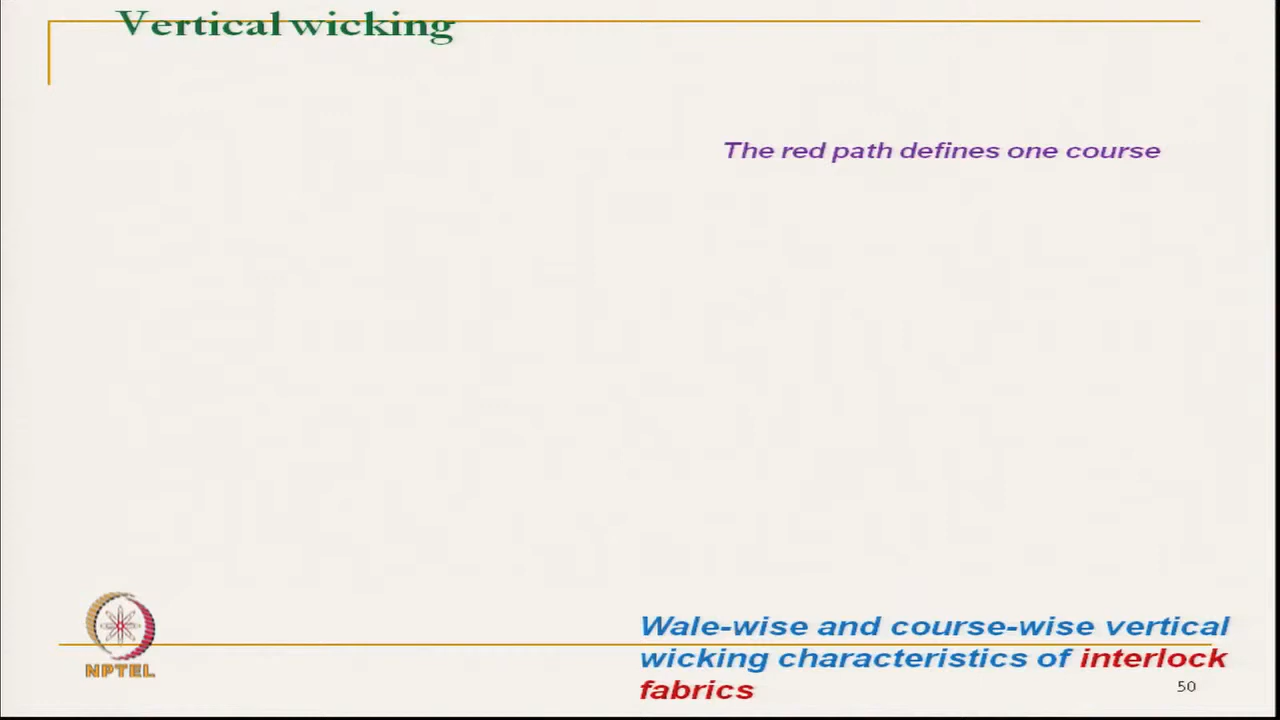 Vertical wicking
The red path defines one course
Wale-wise and course-wise vertical
wicking characteristics of interlock
fabrics
50
NPTEL